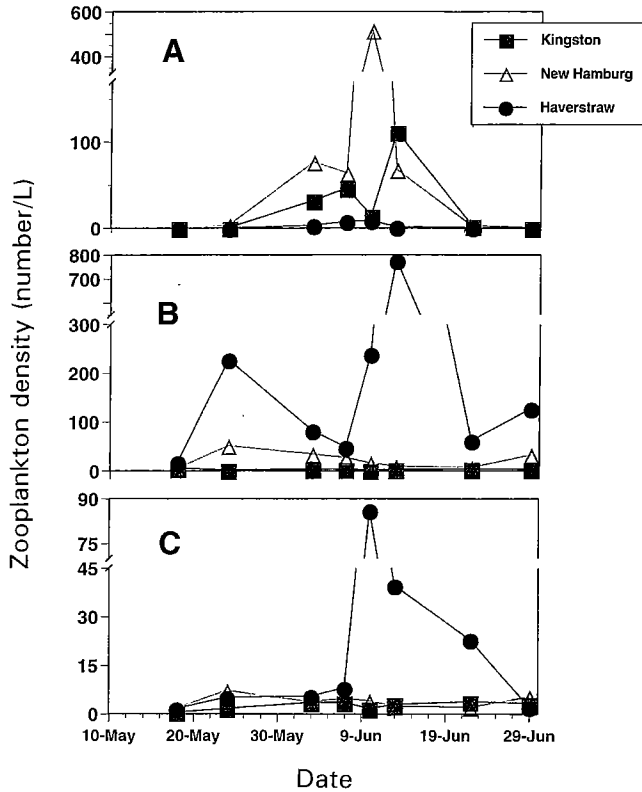 600
400
A
100
0
Kingston
New Hamburg
Haverstraw
Zooplankton density (number/L)
800
700
B
300
200
100
0
90
75
C
45
30
15
0
10-May 20-May 30-May 9-Jun 19-Jun 29-Jun
Date